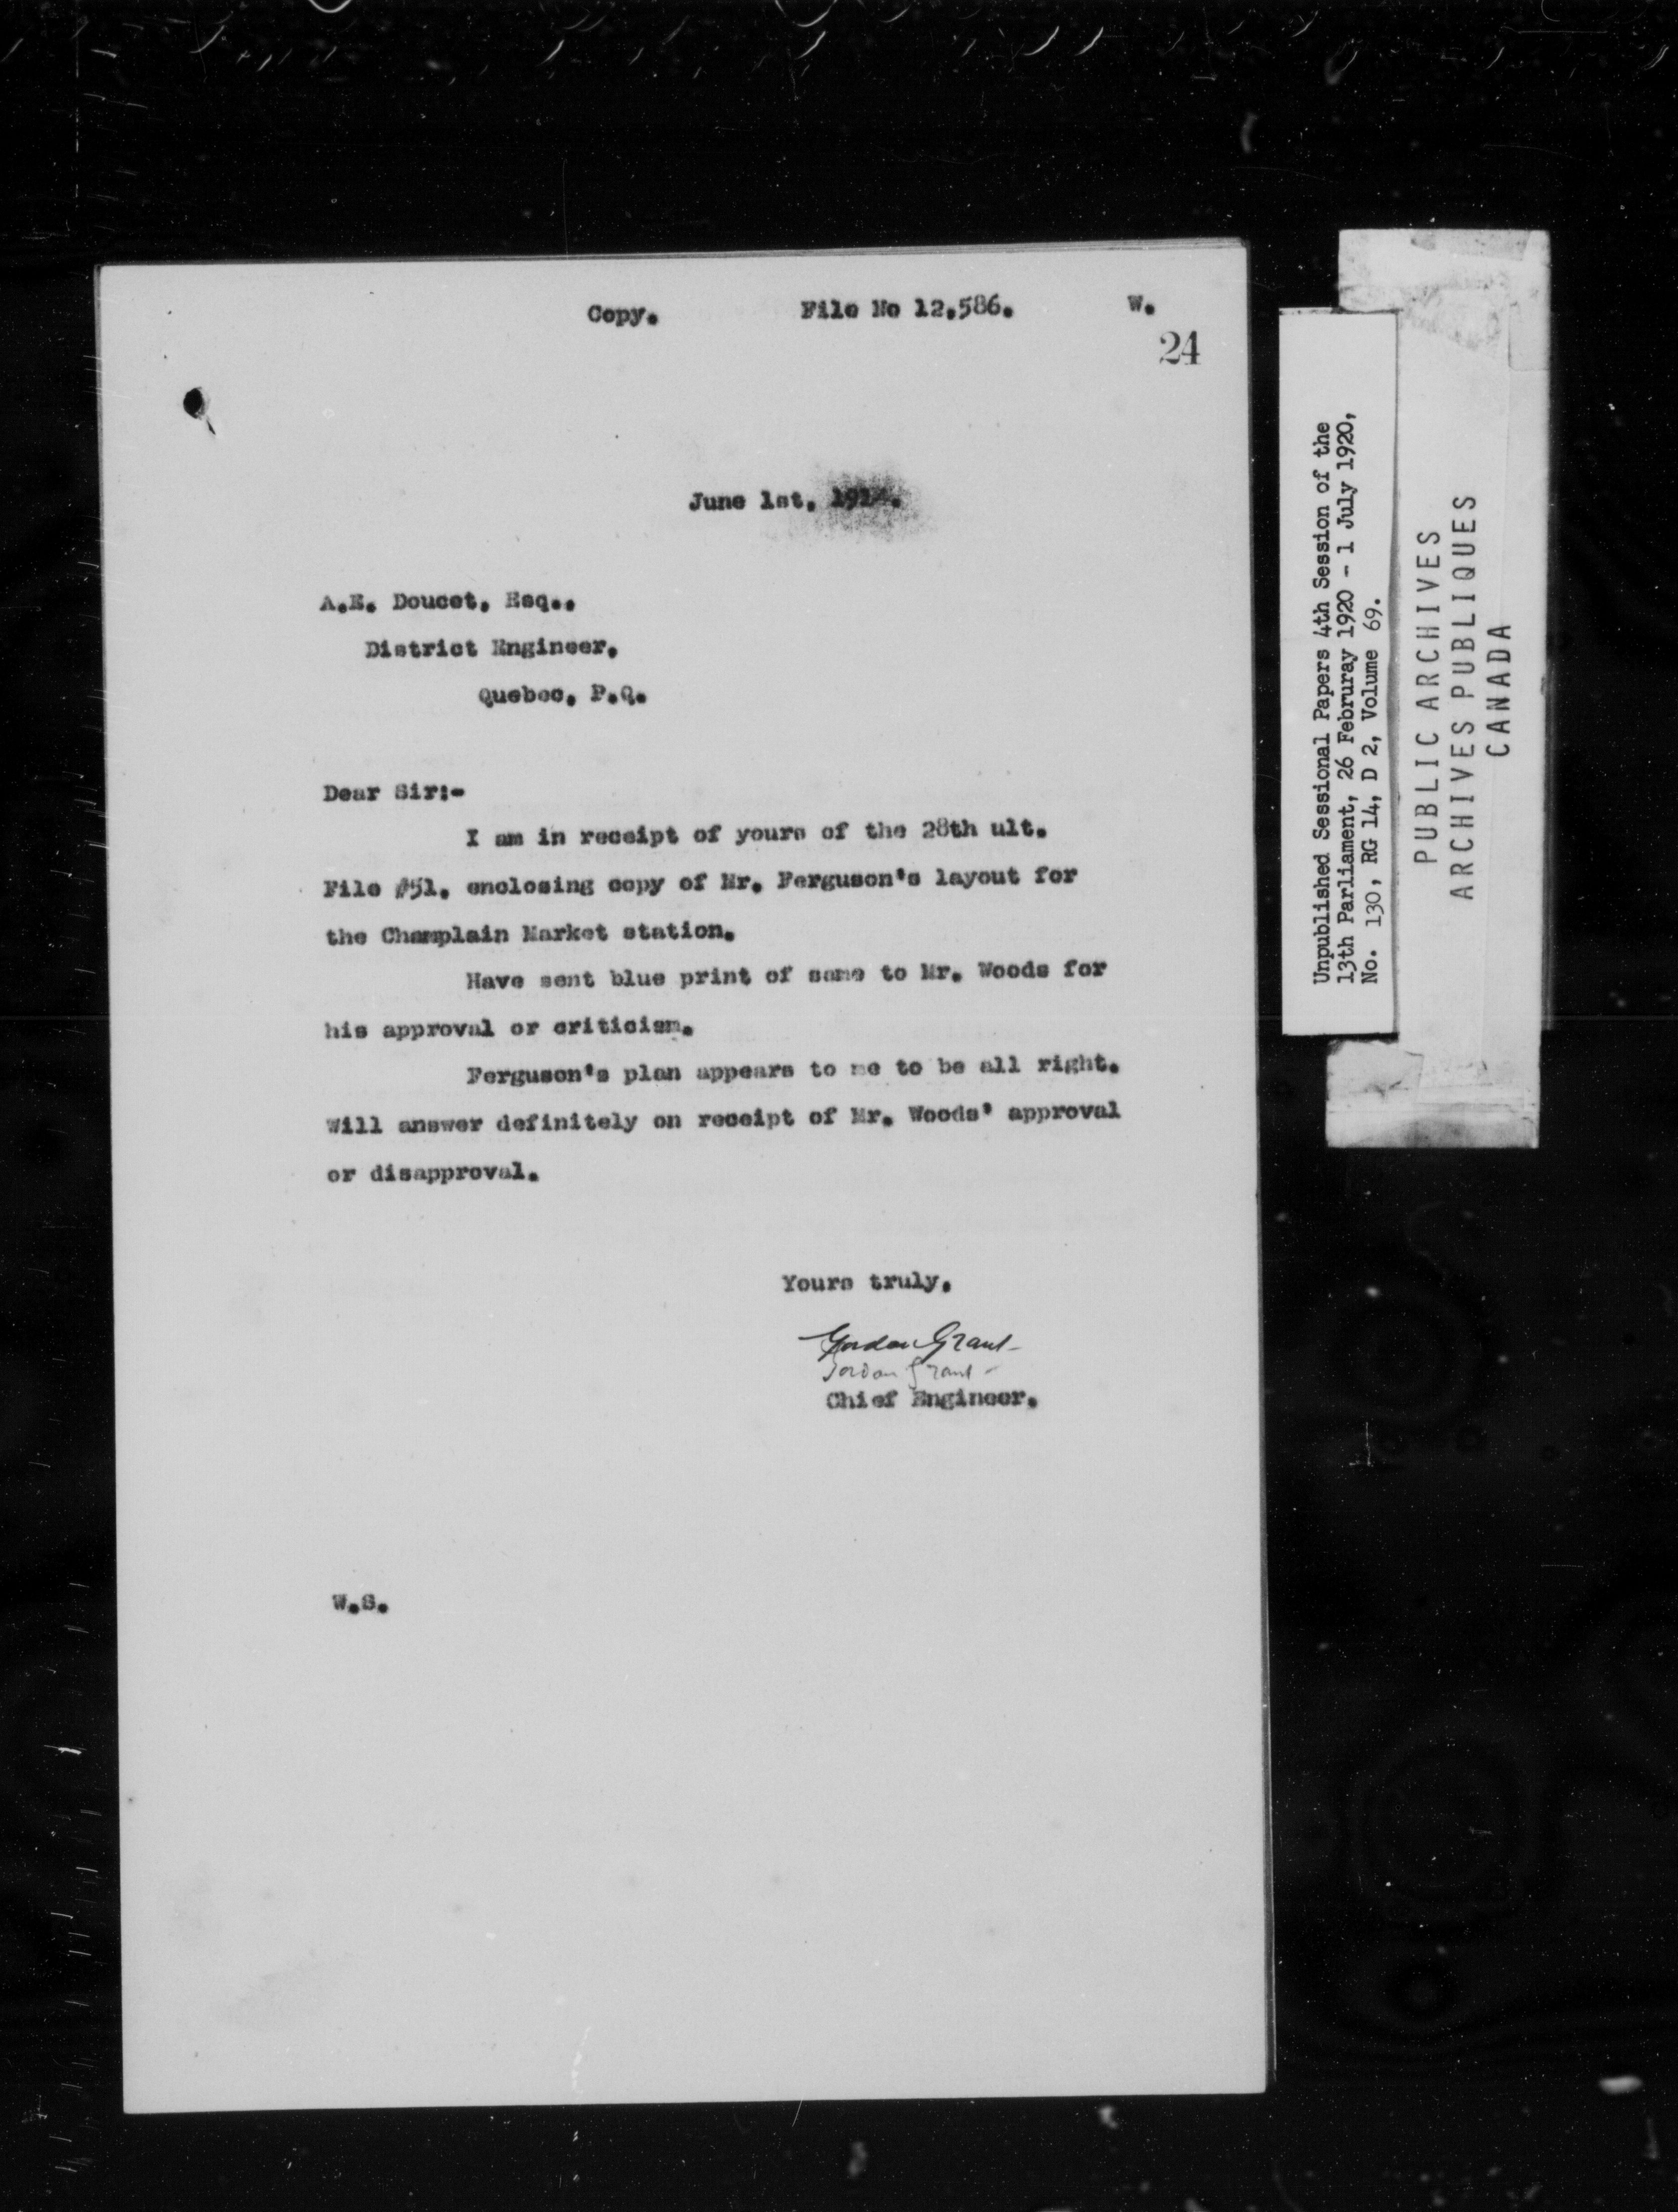 Copy. File No 12,586. W.
24
June 1st, 1914.
A.E. Doucet, Esq.,
District Engineer,
Quebec, P.Q.
Dear Sir:-
I am in receipt of yours of the 28th ult.
File #51, enclosing copy of Mr. Ferguson's layout for
the Champlain Market station.
Have sent blue print of same to Mr. Woods for
his approval or criticism.
Ferguson's plan appears to me to be all right.
Will answer definitely on receipt of Mr. Woods' approval
or disapproval.
Yours truly,
Gordon Grant
Gordon Grant
Chief Engineer.
W.S.
Unpublished Sessional Papers 4th Session of the
13th Parliament, 26 Februray 1920 - 1 July 1920,
No. 130, RG 14, D 2, Volume 69.
PUBLIC ARCHIVES
ARCHIVES PUBLIQUES
CANADA